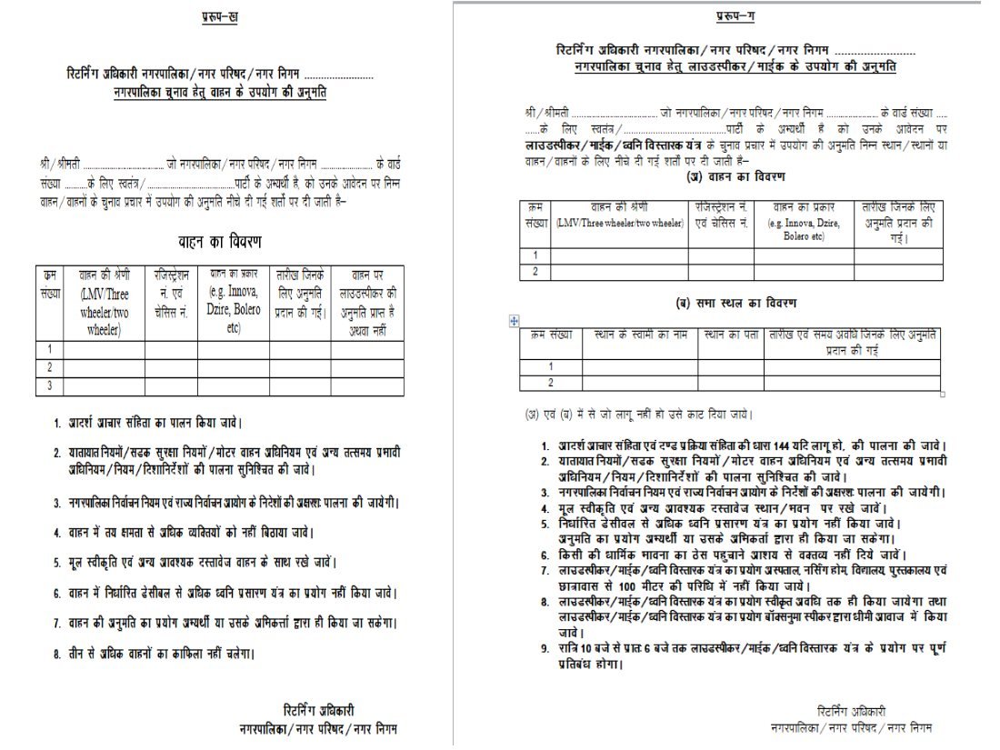 प्ररूप–ख
रिटर्निंग अधिकारी नगरपालिका/नगर परिषद/नगर निगम ........................
नगरपालिका चुनाव हेतु वाहन के उपयोग की अनुमति
श्री/श्रीमती .................................. जो नगरपालिका/नगर परिषद/नगर निगम ..................... के वार्ड
संख्या .........के लिए स्वतंत्र/....................................पार्टी के अभ्यर्थी है, को उनके आवेदन पर निम्न
वाहन/वाहनों के चुनाव प्रचार में उपयोग की अनुमति नीचे दी गई शर्तो पर दी जाती है–
वाहन का विवरण
क्रम संख्या
वाहन की श्रेणी (LMV/Three wheeler/two wheeler)
रजिस्ट्रेशन नं. एवं चेसिस नं.
वाहन का प्रकार (e.g. Innova, Dzire, Bolero etc)
तारीख जिनके लिए अनुमति प्रदान की गई।
वाहन पर लाउडस्पीकर की अनुमति प्राप्त है अथवा नहीं
1
2
3
1. आदर्श आचार संहिता का पालन किया जावे।
2. यातायात नियमों/सडक सुरक्षा नियमों/मोटर वाहन अधिनियम एवं अन्य तत्समय प्रभावी
अधिनियम/नियम/दिशानिर्देशों की पालना सुनिश्चित की जावे।
3. नगरपालिका निर्वाचन नियम एवं राज्य निर्वाचन आयोग के निदेशों की अक्षरशः पालना की जायेगी।
4. वाहन में तय क्षमता से अधिक व्यक्तियों को नहीं बिठाया जावे।
5. मूल स्वीकृति एवं अन्य आवश्यक दस्तावेज वाहन के साथ रखे जावें।
6. वाहन में निर्धारित डेसीबल से अधिक ध्वनि प्रसारण यंत्र का प्रयोग नहीं किया जावे।
7. वाहन की अनुमति का प्रयोग अभ्यर्थी या उसके अभिकर्त्ता द्वारा ही किया जा सकेगा।
8. तीन से अधिक वाहनों का काफिला नहीं चलेगा।
रिटर्निंग अधिकारी
नगरपालिका/नगर परिषद/नगर निगम
प्ररूप–ग
रिटर्निंग अधिकारी नगरपालिका/नगर परिषद/नगर निगम ........................
नगरपालिका चुनाव हेतु लाउडस्पीकर/माईक के उपयोग की अनुमति
श्री/श्रीमती .................................. जो नगरपालिका/नगर परिषद/नगर निगम ..................... के वार्ड संख्या ....
......के लिए स्वतंत्र/........................................पार्टी के अभ्यर्थी है को उनके आवेदन पर
लाउडस्पीकर/माईक/ध्वनि विस्तारक यंत्र के चुनाव प्रचार में उपयोग की अनुमति निम्न स्थान/स्थानों या
वाहन/वाहनों के लिए नीचे दी गई शर्तो पर दी जाती है–
(अ) वाहन का विवरण
क्रम संख्या
वाहन की श्रेणी (LMV/Three wheeler/two wheeler)
रजिस्ट्रेशन नं. एवं चेसिस नं.
वाहन का प्रकार (e.g. Innova, Dzire, Bolero etc)
तारीख जिनके लिए अनुमति प्रदान की गई।
1
2
(ब) सभा स्थल का विवरण
क्रम संख्या
स्थान के स्वामी का नाम
स्थान का पता
तारीख एवं समय अवधि जिनके लिए अनुमति प्रदान की गई
1
2
(अ) एवं (ब) में से जो लागू नहीं हो उसे काट दिया जाये।
1. आदर्श आचार संहिता एवं दण्ड प्रक्रिया संहिता की धारा 144 यदि लागू हो, की पालना की जावे।
2. यातायात नियमों/सडक सुरक्षा नियमों/मोटर वाहन अधिनियम एवं अन्य तत्समय प्रभावी
अधिनियम/नियम/दिशानिर्देशों की पालना सुनिश्चित की जावे।
3. नगरपालिका निर्वाचन नियम एवं राज्य निर्वाचन आयोग के निर्देशों की अक्षरशः पालना की जायेगी।
4. मूल स्वीकृति एवं अन्य आवश्यक दस्तावेज स्थान/भवन पर रखे जावें।
5. निर्धारित डेसीवल से अधिक ध्वनि प्रसारण यंत्र का प्रयोग नहीं किया जावे।
अनुमति का प्रयोग अभ्यर्थी या उसके अभिकर्ता द्वारा ही किया जा सकेगा।
6. किसी की धार्मिक भावना का ठेस पहुचाने आशय से वक्तव्य नहीं दिये जावें।
7. लाउडस्पीकर/माईक/ध्वनि विस्तारक यंत्र का प्रयोग अस्पताल, नर्सिंग होम, विद्यालय, पुस्तकालय एवं
छात्रावास से 100 मीटर की परिधि में नहीं किया जाये।
8. लाउडस्पीकर/माईक/ध्वनि विस्तारक यंत्र का प्रयोग स्वीकृत अवधि तक ही किया जायेगा तथा
लाउडस्पीकर/माईक/ध्वनि विस्तारक यंत्र का प्रयोग बॉक्सनुमा स्पीकर द्वारा धीमी आवाज में किया
जावे।
9. रात्रि 10 बजे से प्रातः 6 बजे तक लाउडस्पीकर/माईक/ध्वनि विस्तारक यंत्र के प्रयोग पर पूर्ण
प्रतिबंध होगा।
रिटर्निंग अधिकारी
नगरपालिका/नगर परिषद/नगर निगम